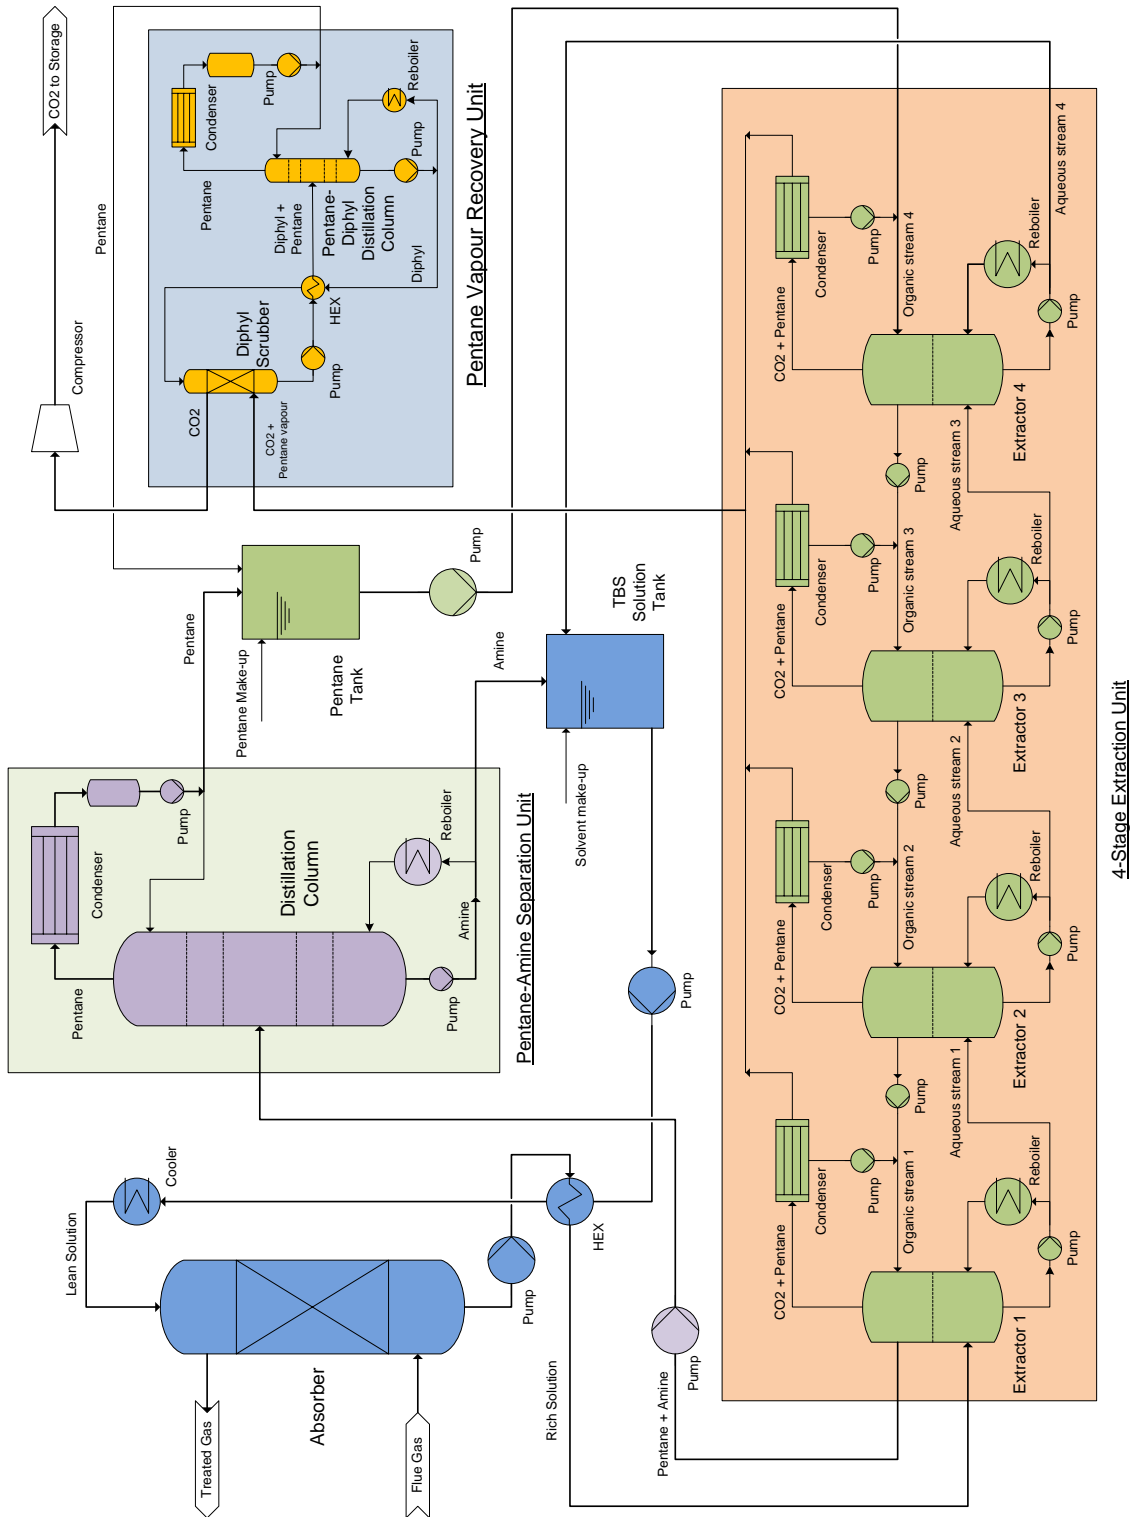 CO2 to Storage
Compressor
Pentane
Condenser
Pump
Pentane
Reboiler
Pump
Pentane-
Diphyl
Distillation
Column
Diphyl +
Pentane
Diphyl
HEX
Diphyl
Scrubber
Pump
CO2
CO2 +
Pentane vapour
Pentane Vapour Recovery Unit
Pentane
Pentane Make-up
Pentane
Tank
Pump
Amine
TBS
Solution
Tank
Solvent make-up
Condenser
Pump
Pentane
Distillation
Column
Reboiler
Amine
Pump
Pentane-Amine Separation Unit
Pump
Lean Solution
Cooler
HEX
Pump
Absorber
Treated Gas
Flue Gas
Rich Solution
Pentane + Amine
Pump
CO2 + Pentane
Condenser
Pump
Organic stream 1
Aqueous stream 1
Reboiler
Pump
Extractor 1
CO2 + Pentane
Condenser
Pump
Organic stream 2
Pump
Aqueous stream 2
Reboiler
Pump
Extractor 2
CO2 + Pentane
Condenser
Pump
Organic stream 3
Pump
Aqueous stream 3
Reboiler
Pump
Extractor 3
CO2 + Pentane
Condenser
Pump
Organic stream 4
Pump
Aqueous stream 4
Reboiler
Pump
Extractor 4
4-Stage Extraction Unit